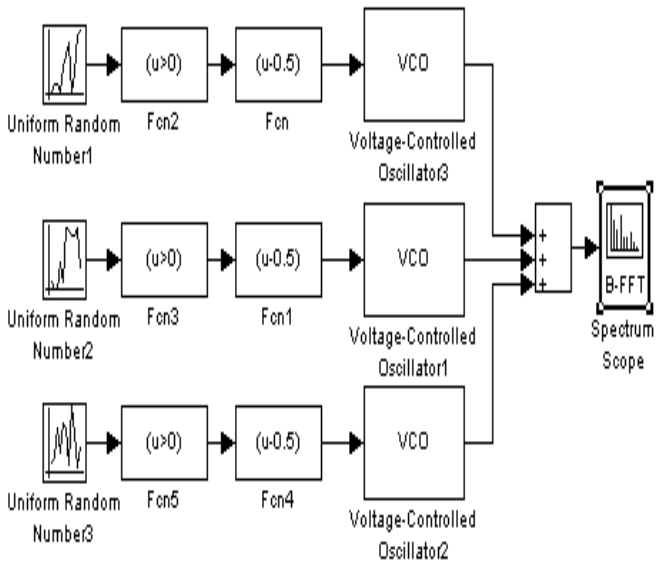 (u>0)
(u-0.5)
VCO
Uniform Random
Number1
Fcn2
Fcn
Voltage-Controlled
Oscillator3
(u>0)
(u-0.5)
VCO
+
+
+
B-FFT
Spectrum
Scope
Uniform Random
Number2
Fcn3
Fcn1
Voltage-Controlled
Oscillator1
(u>0)
(u-0.5)
VCO
Uniform Random
Number3
Fcn5
Fcn4
Voltage-Controlled
Oscillator2